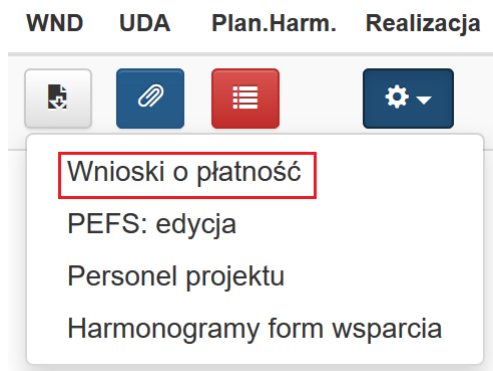 WND UDA Plan.Harm. Realizacja
Wnioski o płatność
PEFS: edycja
Personel projektu
Harmonogramy form wsparcia